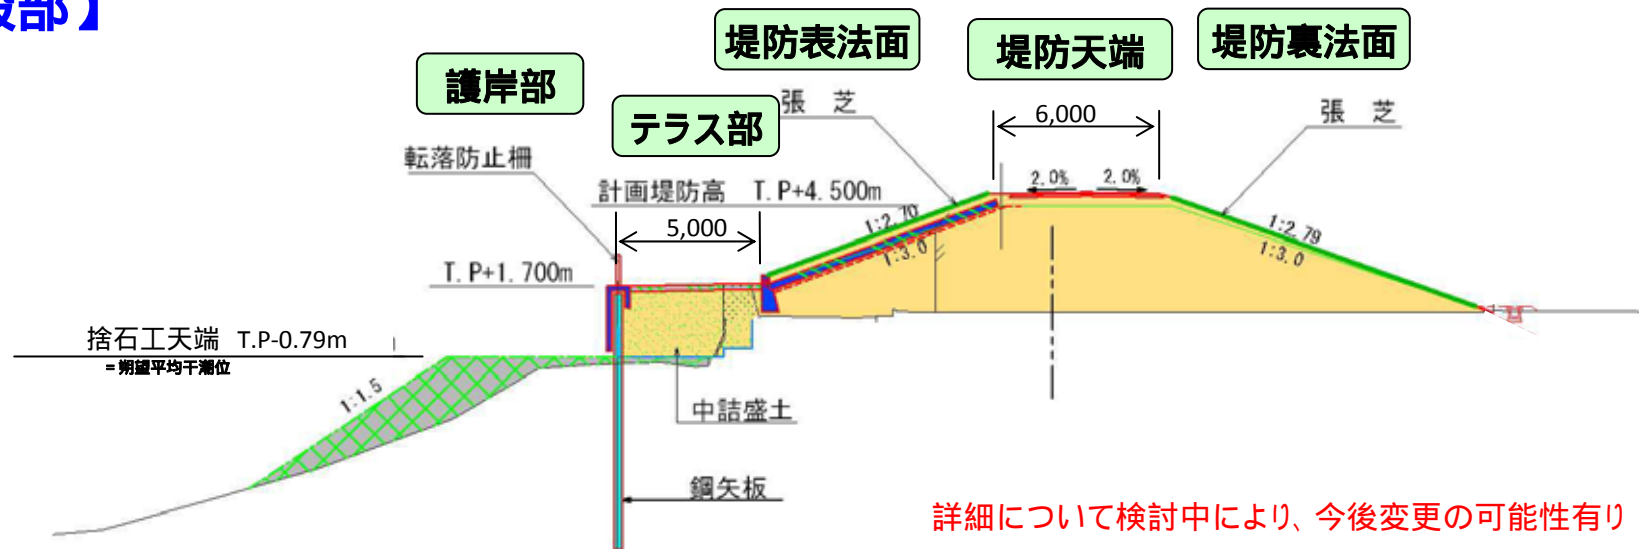 部】
堤防表法面
堤防天端
堤防裏法面
護岸部
テラス部
張 芝
6,000
張 芝
転落防止柵
2.0%
2.0%
計画堤防高 T.P+4.500m
5,000
1:2.70
1:3.0
1:2.79
1:3.0
T.P+1.700m
捨石工天端 T.P-0.79m
=朔望平均干潮位
1:1.5
中詰盛土
鋼矢板
詳細について検討中により、今後変更の可能性有り